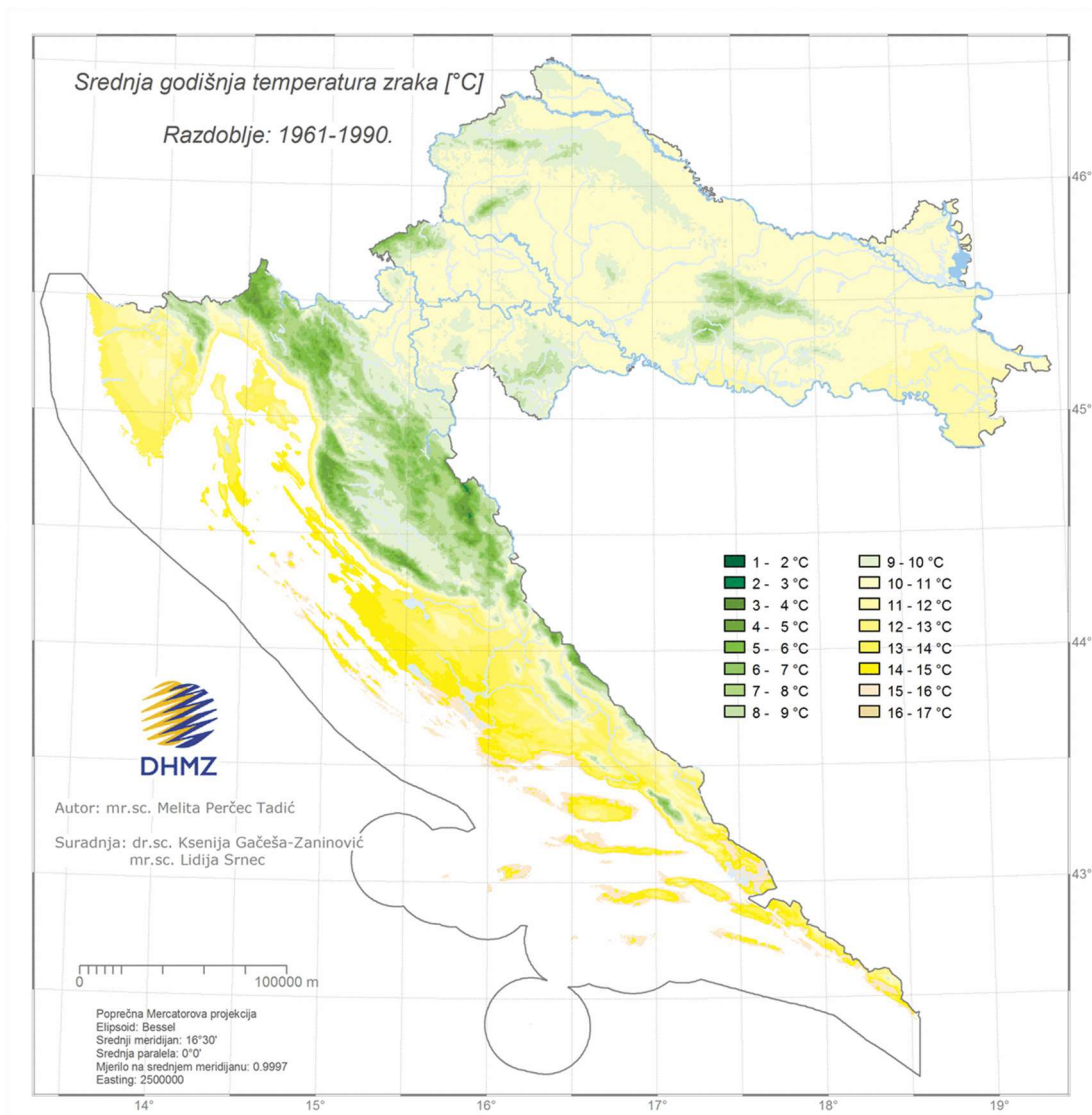 Srednja godišnja temperatura zraka [°C]
Razdoblje: 1961-1990.
46°
45°
1 - 2 °C
2 - 3 °C
3 - 4 °C
4 - 5 °C
5 - 6 °C
6 - 7 °C
7 - 8 °C
8 - 9 °C
9 - 10 °C
10 - 11 °C
11 - 12 °C
12 - 13 °C
13 - 14 °C
14 - 15 °C
15 - 16 °C
16 - 17 °C
44°
DHMZ
Autor: mr.sc. Melita Perčec Tadić
Suradnja: dr.sc. Ksenija Gačeša-Zaninović
mr.sc. Lidija Srnec
43°
0 100000 m
Poprečna Mercatorova projekcija
Elipsoid: Bessel
Srednji meridijan: 16°30'
Srednja paralela: 0°0'
Mjerilo na srednjem meridijanu: 0.9997
Easting: 2500000
14° 15° 16° 17° 18° 19°